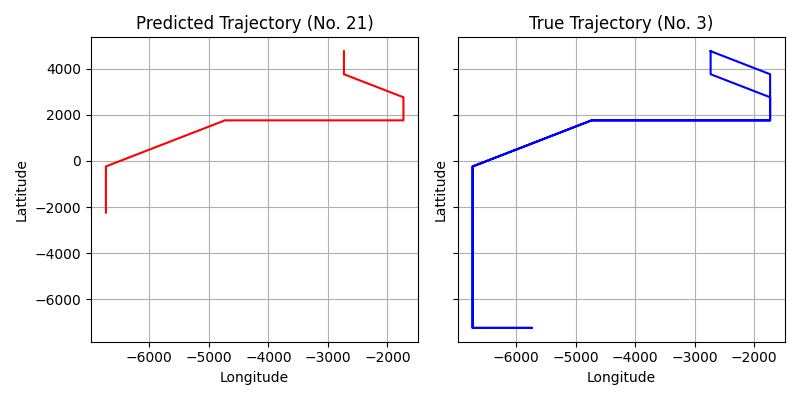 Predicted Trajectory (No. 21)
True Trajectory (No. 3)
4000
2000
0
−2000
−4000
−6000
Lattitude
Lattitude
−6000 −5000 −4000 −3000 −2000
−6000 −5000 −4000 −3000 −2000
Longitude
Longitude